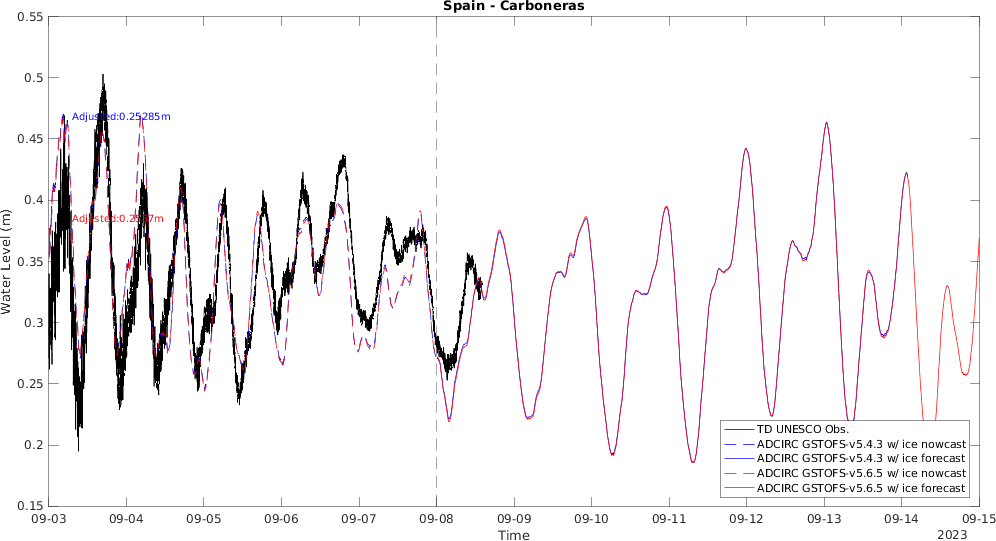 Spain - Carboneras
0.55
0.5
0.45
0.4
0.35
0.3
0.25
0.2
0.15
Water Level (m)
Adjusted:0.25285m
TD UNESCO Obs.
ADCIRC GSTOFS-v5.4.3 w/ ice nowcast
ADCIRC GSTOFS-v5.4.3 w/ ice forecast
ADCIRC GSTOFS-v5.6.5 w/ ice nowcast
ADCIRC GSTOFS-v5.6.5 w/ ice forecast
09-03 09-04 09-05 09-06 09-07 09-08 09-09 09-10 09-11 09-12 09-13 09-14 09-15
Time
2023